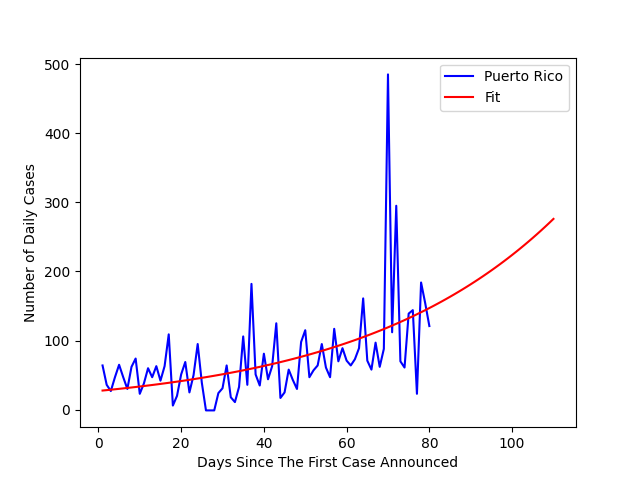 500
400
300
200
100
0
Number of Daily Cases
Puerto Rico
Fit
0 20 40 60 80 100
Days Since The First Case Announced